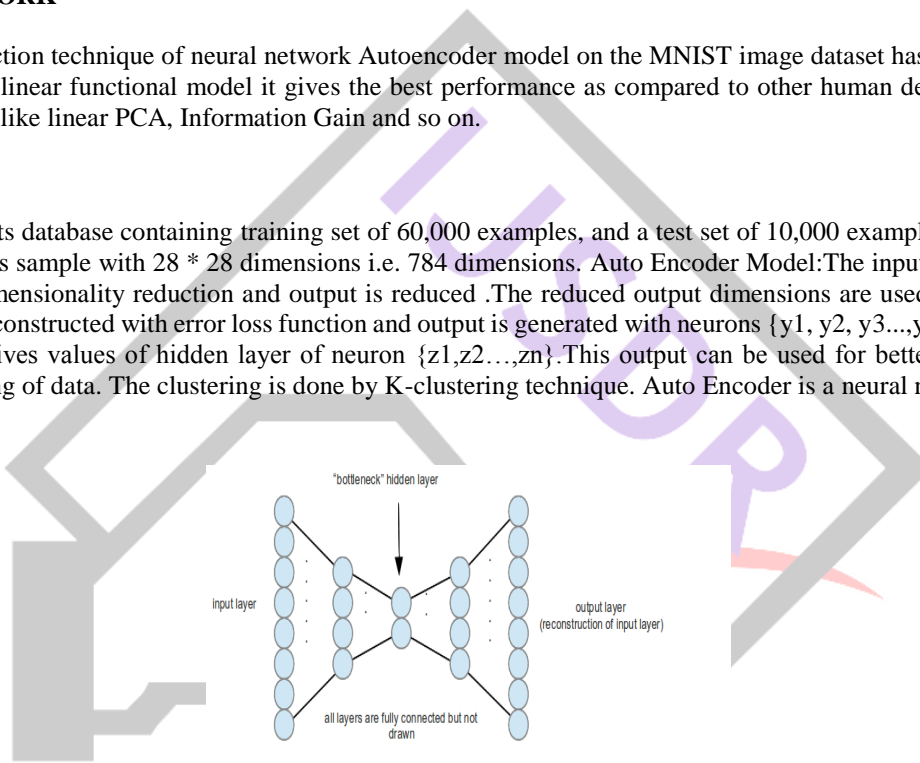 ction technique of neural network Autoencoder model on the MNIST image dataset has
linear functional model it gives the best performance as compared to other human de
like linear PCA, Information Gain and so on.
ts database containing training set of 60,000 examples, and a test set of 10,000 exampl
s sample with 28 * 28 dimensions i.e. 784 dimensions. Auto Encoder Model:The input
mensionality reduction and output is reduced .The reduced output dimensions are used
constructed with error loss function and output is generated with neurons {y1, y2, y3...,y
ives values of hidden layer of neuron {z1,z2…,zn}.This output can be used for bette
ng of data. The clustering is done by K-clustering technique. Auto Encoder is a neural n
IJSDR
"bottleneck" hidden layer
input layer
output layer
(reconstruction of input layer)
all layers are fully connected but not
drawn